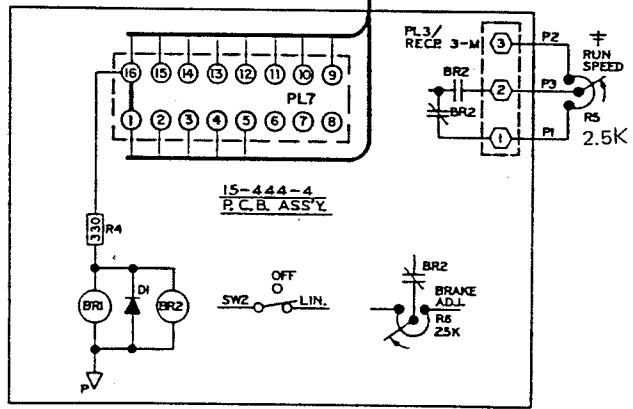 PL3/
RECP. 3-M
3
P2
‡
RUN
SPEED
BR2
2
P3
BR2
1
P1
R5
2.5K
16 15 14 13 12 11 10 9
PL7
1 2 3 4 5 6 7 8
15-444-4
P.C.B. ASS'Y.
330
R4
BR1
D1
BR2
P
OFF
SW2
LIN.
BR2
BRAKE
ADJ.
R6
25K